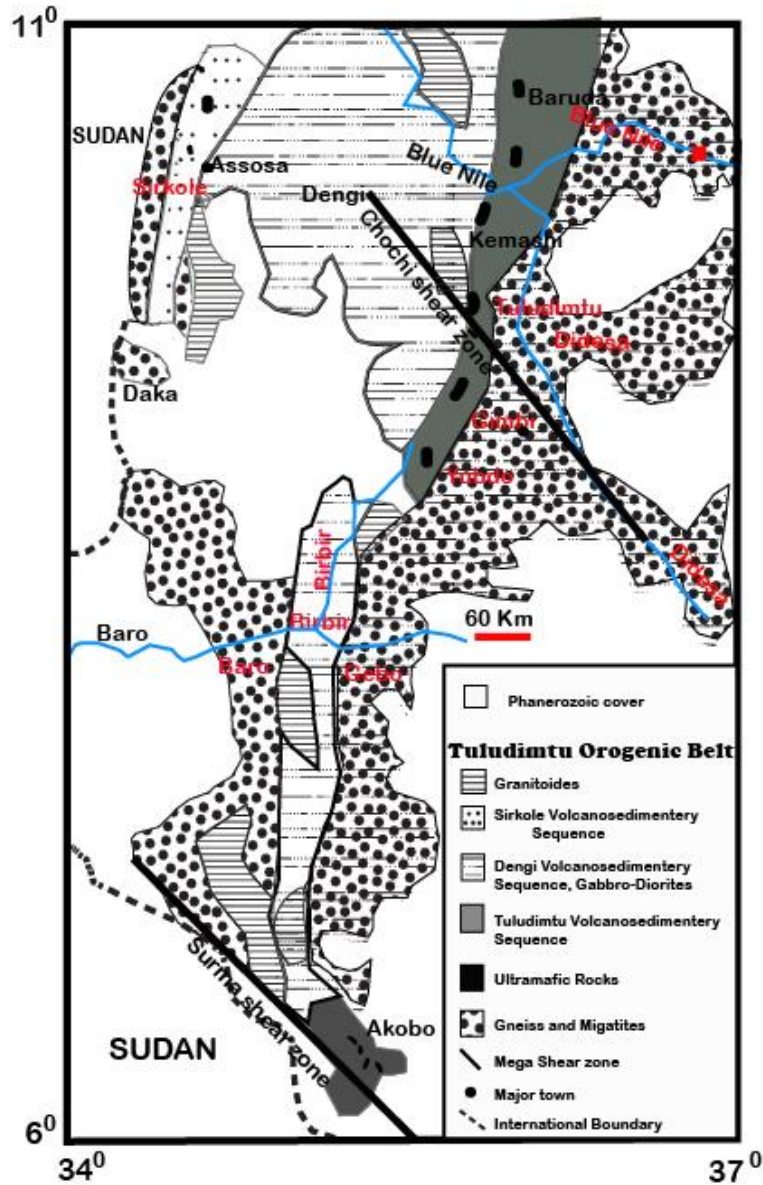 11⁰
Baruda
Blue Nile
SUDAN
Blue Nile
Assosa
Sirkole
Dengi
Chochi shear zone
Kemashi
Tuludimtu
Didesa
Daka
Gimbi
Yubdo
Birbir
Didesa
Birbir
60 Km
Baro
Baro
Gebo
Phanerozoic cover
Tuludimtu Orogenic Belt
Granitoides
Sirkole Volcanosedimentery
Sequence
Dengi Volcanosedimentery
Sequence, Gabbro-Diorites
Tuludimtu Volcanosedimentery
Sequence
Ultramafic Rocks
Gneiss and Migatites
Mega Shear zone
Major town
International Boundary
Surma shear zone
Akobo
SUDAN
6⁰
34⁰
37⁰